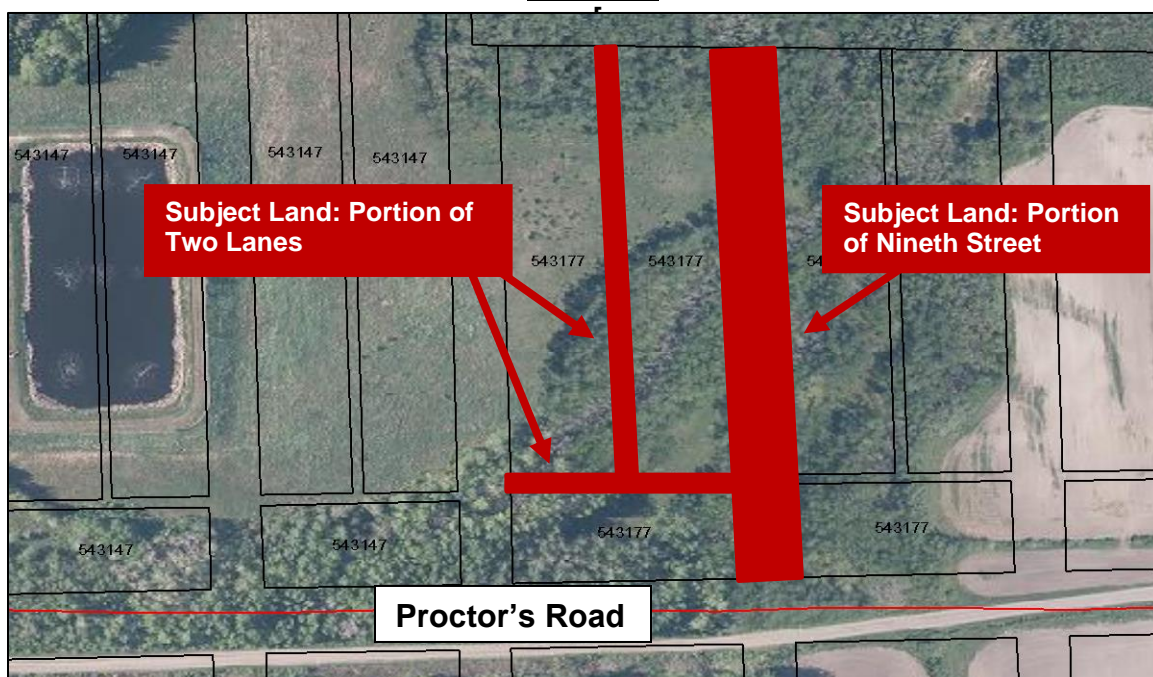 543147
543147
543147
543147
Subject Land: Portion of
Two Lanes
Subject Land: Portion
of Nineth Street
543177
543177
543147
543147
543177
543177
Proctor's Road